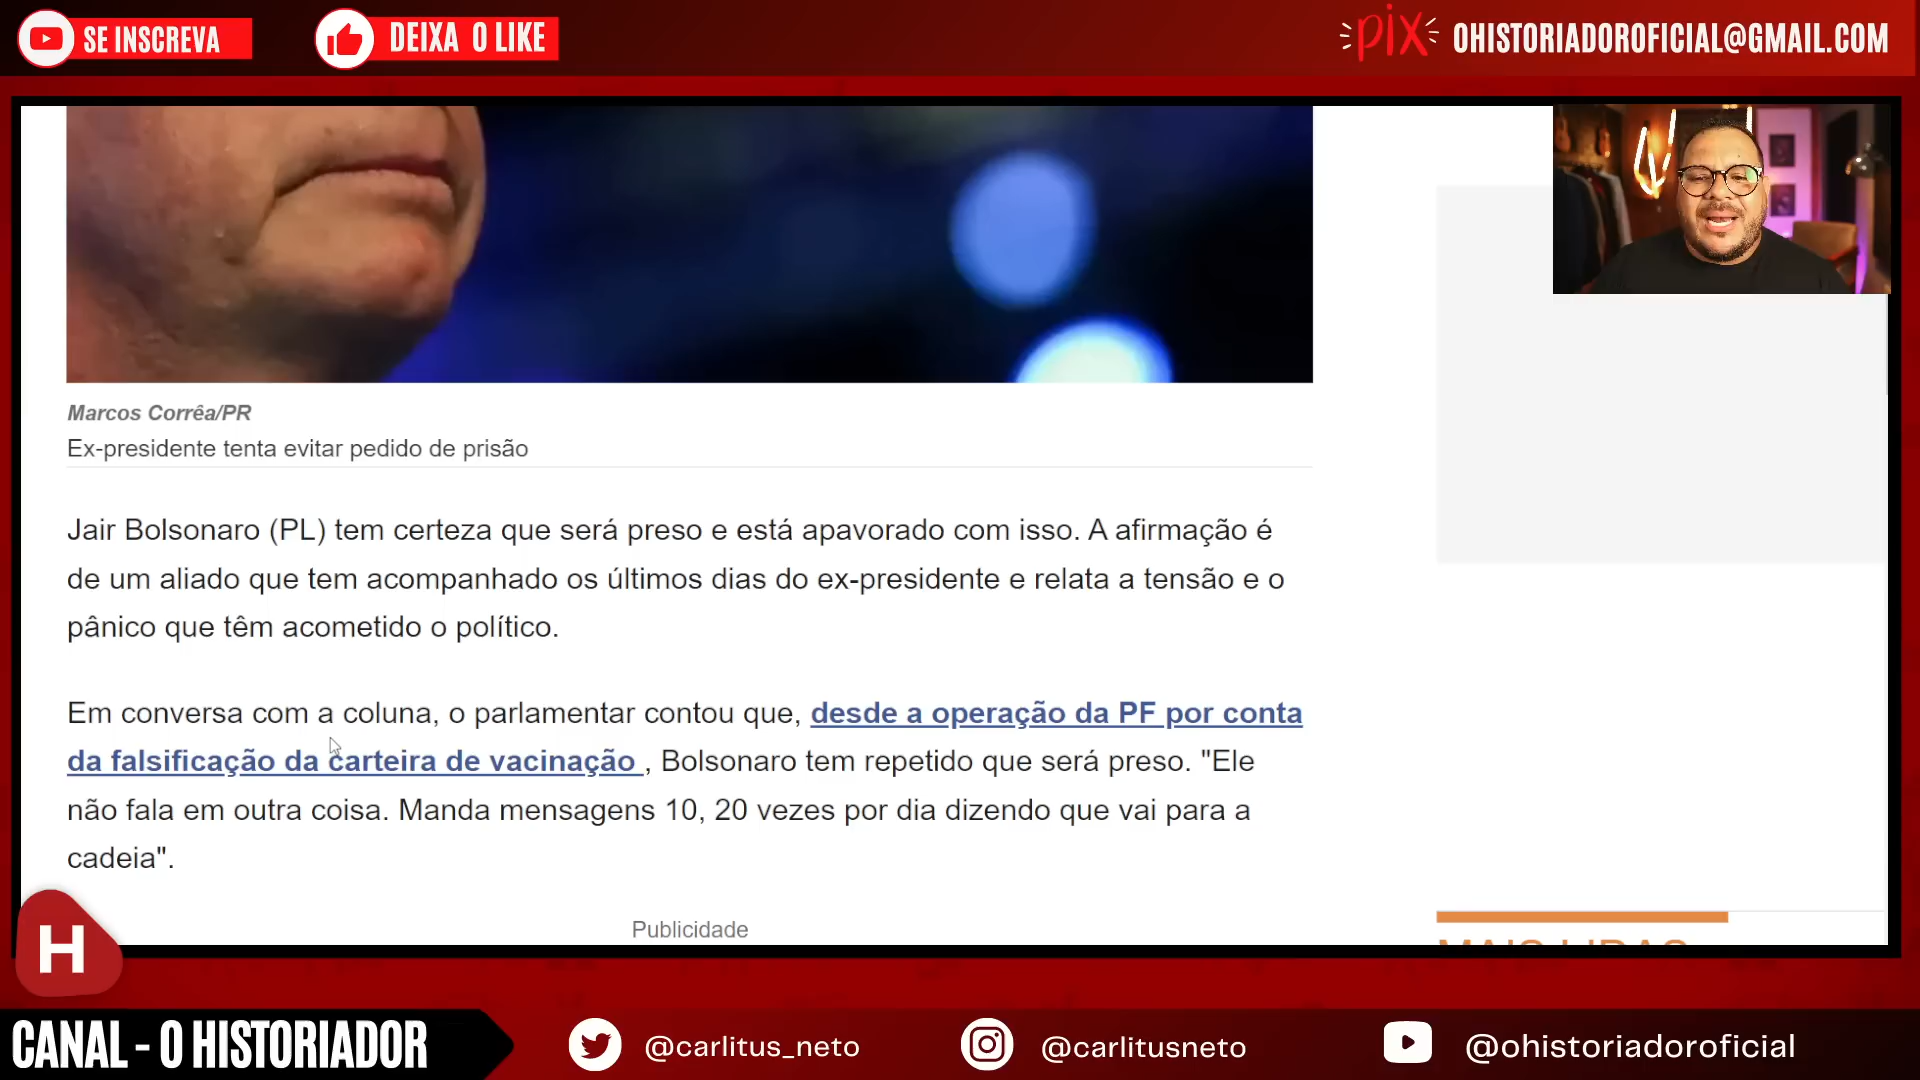 SE INSCREVA
DEIXA O LIKE
PIX
OHISTORIADOROFICIAL@GMAIL.COM
Marcos Corrêa/PR
Ex-presidente tenta evitar pedido de prisão
Jair Bolsonaro (PL) tem certeza que será preso e está apavorado com isso. A afirmação é
de um aliado que tem acompanhado os últimos dias do ex-presidente e relata a tensão e o
pânico que têm acometido o político.
Em conversa com a coluna, o parlamentar contou que, desde a operação da PF por conta
da falsificação da carteira de vacinação , Bolsonaro tem repetido que será preso. "Ele
não fala em outra coisa. Manda mensagens 10, 20 vezes por dia dizendo que vai para a
cadeia".
Publicidade
MAIS LIDAS
H
CANAL - O HISTORIADOR
@carlitus_neto
@carlitusneto
@ohistoriadoroficial